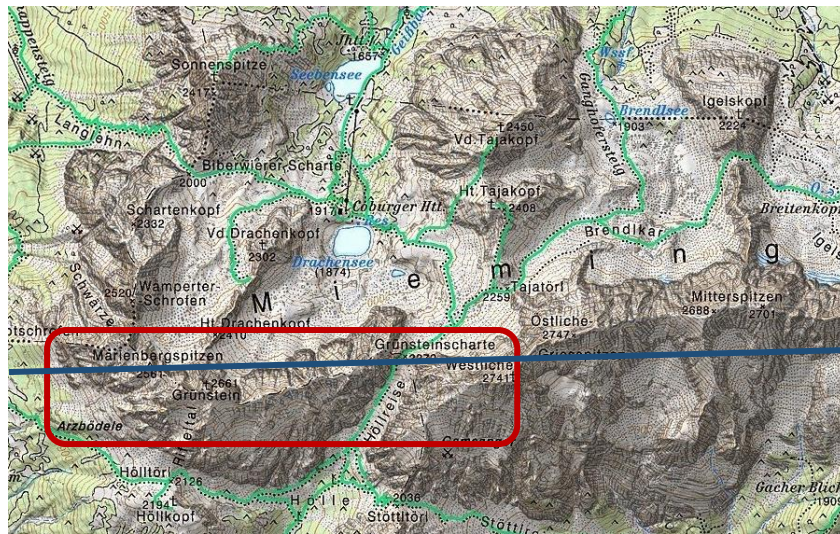 Sonnenspitze
2417
Seebensee
1657
Wssf.
Ganghofersteig
Brendlsee
1903
Igelskopf
2224
Langlehn
2450
Vd.Tajakopf
Biberwierer Scharte
2000
Ht.Tajakopf
2408
Schartenkopf
2332
1917
Coburger Htt.
Vd.Drachenkopf
2302
Drachensee
(1874)
Brendlkar
Breitenkopf
M i e m i n g
2520
Wamperter-
Schrofen
2259
Tajatörl
Mitterspitzen
2688
2701
Ht.Drachenkopf
2410
Östliche
2747
Grünsteinscharte
Marienbergspitzen
2561
Westliche
2741
2661
Grünstein
Arzbödele
Höllreise
Hölltörl
2126
2194
Höllkopf
Hölle
2036
Stöttltörl
Gacher Blick